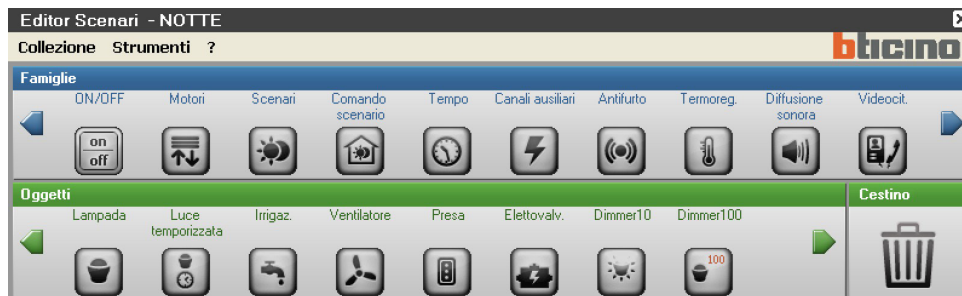 Editor Scenari - NOTTE
Collezione Strumenti ?
bticino
Famiglie
ON/OFF Motori Scenari Comando scenario Tempo Canali ausiliari Antifurto Termoreg. Diffusione sonora Videocit.
on
off
Oggetti
Cestino
Lampada Luce temporizzata Irrigaz. Ventilatore Presa Elettovalv. Dimmer10 Dimmer100
100